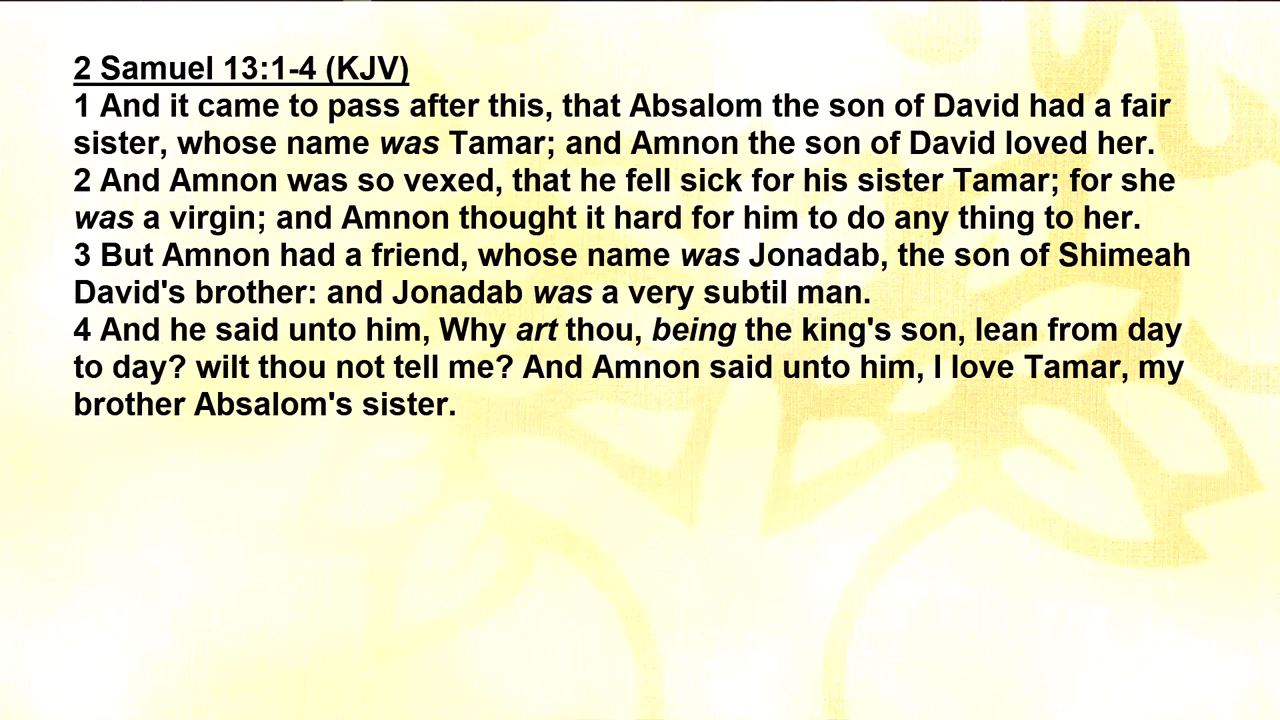 2 Samuel 13:1-4 (KJV)
1 And it came to pass after this, that Absalom the son of David had a fair
sister, whose name was Tamar; and Amnon the son of David loved her.
2 And Amnon was so vexed, that he fell sick for his sister Tamar; for she
was a virgin; and Amnon thought it hard for him to do any thing to her.
3 But Amnon had a friend, whose name was Jonadab, the son of Shimeah
David's brother: and Jonadab was a very subtil man.
4 And he said unto him, Why art thou, being the king's son, lean from day
to day? wilt thou not tell me? And Amnon said unto him, I love Tamar, my
brother Absalom's sister.